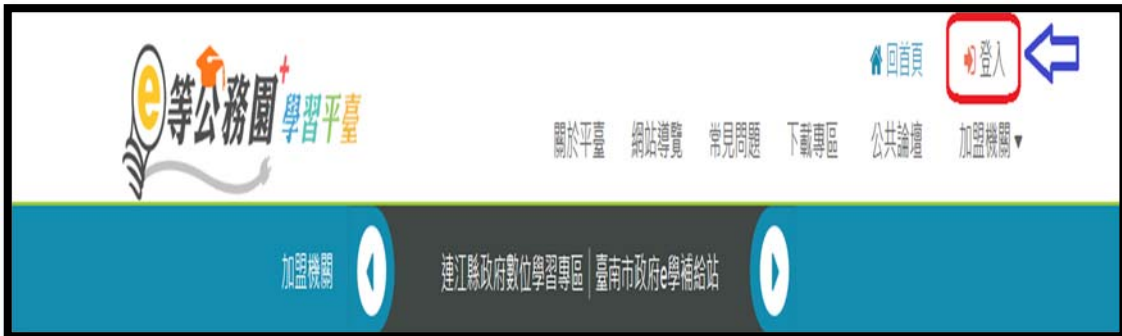 回首頁 登入
e等公務園+學習平臺
關於平臺 網站導覽 常見問題 下載專區 公共論壇 加盟機關▼
加盟機關 連江縣政府數位學習專區│臺南市政府e學補給站